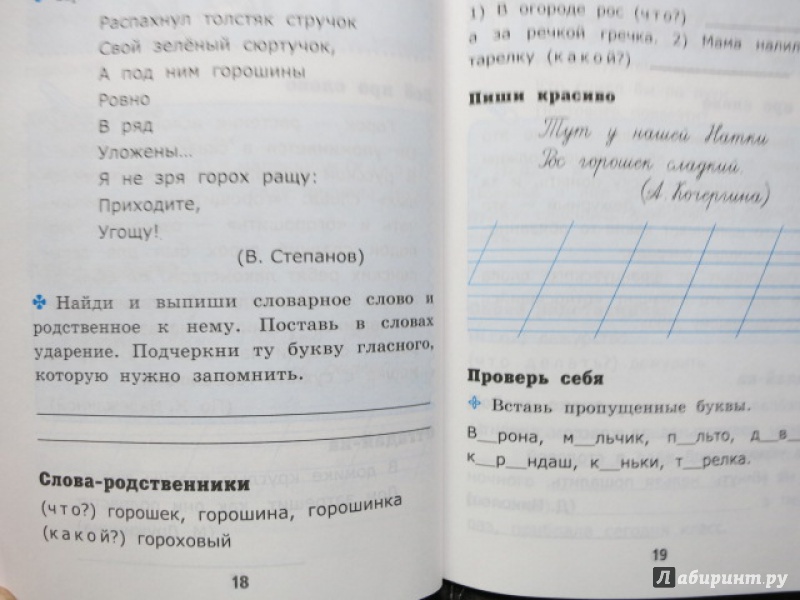 Распахнул толстяк стручок
Свой зелёный сюртучок,
А под ним горошины
Ровно
В ряд
Уложены...
Я не зря горох ращу:
Приходите,
Угощу!
(В. Степанов)
Найди и выпиши словарное слово и
родственное к нему. Поставь в словах
ударение. Подчеркни ту букву гласного,
которую нужно запомнить.
Слова-родственники
(что?) горошек, горошина, горошинка
(какой?) гороховый
18
1) В огороде рос (что?)
а за речкой гречка. 2) Мама налил
тарелку (какой?)
Пиши красиво
Тут у нашей Натки
Рос горошек сладкий.
(А. Кочергина)
Проверь себя
Вставь пропущенные буквы.
В__рона, м__льчик, п__льто, д__в__
к__р__ндаш, к__ньки, т__релка.
19
Лабиринт.ру